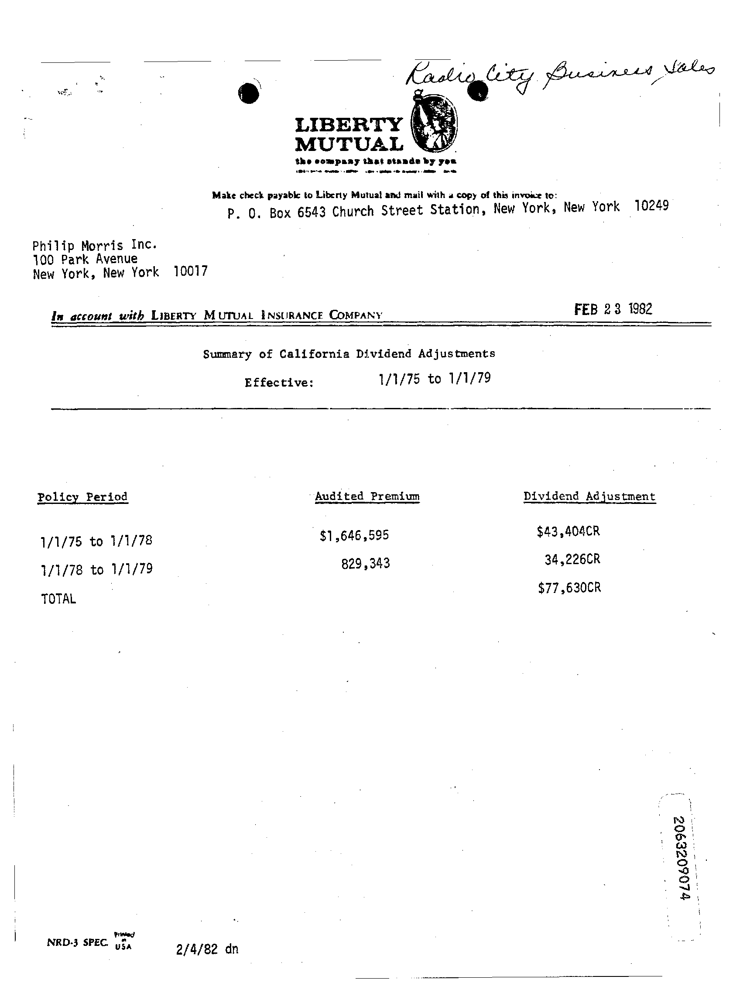 Radio City Business Sales
LIBERTY
MUTUAL
the company that stands by you
Make check payable to Liberty Mutual and mail with a copy of this invoice to:
P. O. Box 6543 Church Street Station, New York, New York 10249
Philip Morris Inc.
100 Park Avenue
New York, New York 10017
In account with LIBERTY MUTUAL INSURANCE COMPANY FEB 23 1982
Summary of California Dividend Adjustments
Effective: 1/1/75 to 1/1/79
Policy Period Audited Premium Dividend Adjustment
1/1/75 to 1/1/78 $1,646,595 $43,404CR
1/1/78 to 1/1/79 829,343 34,226CR
TOTAL $77,630CR
2063209074
NRD-3 SPEC. Printed in USA 2/4/82 dn